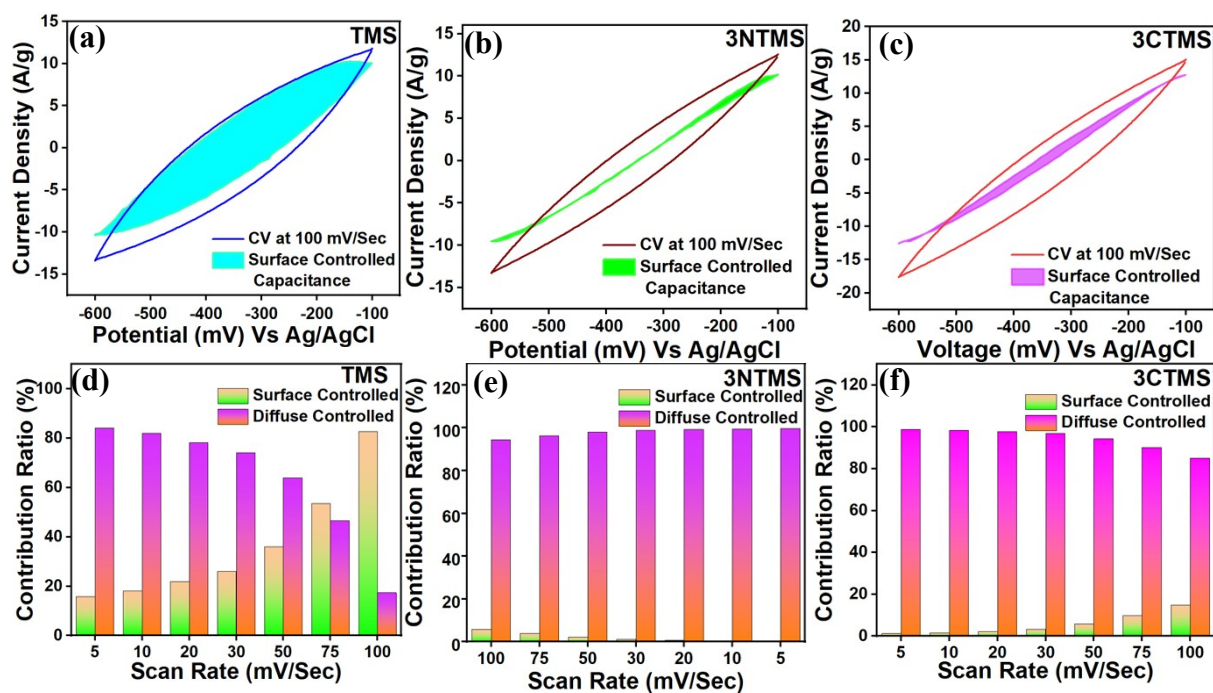 (a)
TMS
Current Density (A/g)
15
10
5
0
-5
-10
-15
CV at 100 mV/Sec
Surface Controlled
Capacitance
-600 -500 -400 -300 -200 -100
Potential (mV) Vs Ag/AgCl
(b)
3NTMS
Current Density (A/g)
15
10
5
0
-5
-10
-15
CV at 100 mV/Sec
Surface Controlled
Capacitance
-600 -500 -400 -300 -200 -100
Potential (mV) Vs Ag/AgCl
(c)
3CTMS
Current Density (A/g)
20
15
10
5
0
-5
-10
-15
-20
CV at 100 mV/Sec
Surface Controlled
Capacitance
-600 -500 -400 -300 -200 -100
Voltage (mV) Vs Ag/AgCl
(d)
TMS
Contribution Ratio (%)
100
80
60
40
20
0
Surface Controlled
Diffuse Controlled
5 10 20 30 50 75 100
Scan Rate (mV/Sec)
(e)
3NTMS
Contribution Ratio (%)
120
100
80
60
40
20
0
Surface Controlled
Diffuse Controlled
100 75 50 30 20 10 5
Scan Rate (mV/Sec)
(f)
3CTMS
Contribution Ratio (%)
120
100
80
60
40
20
0
Surface Controlled
Diffuse Controlled
5 10 20 30 50 75 100
Scan Rate (mV/Sec)